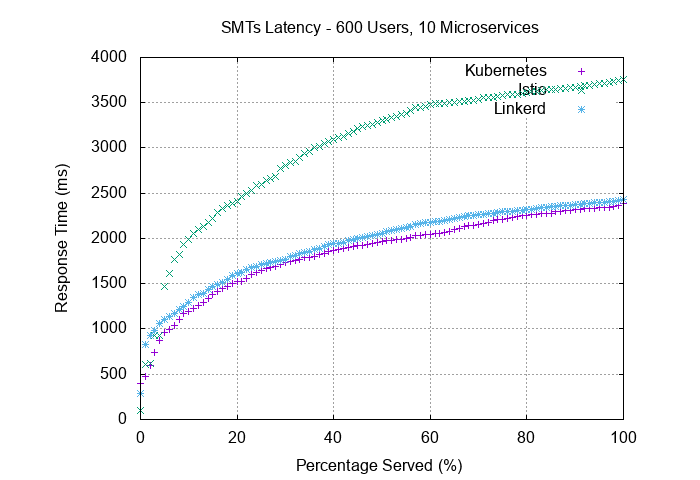 SMTs Latency - 600 Users, 10 Microservices
4000
3500
3000
2500
2000
1500
1000
500
0
Response Time (ms)
Kubernetes
Istio
Linkerd
0 20 40 60 80 100
Percentage Served (%)